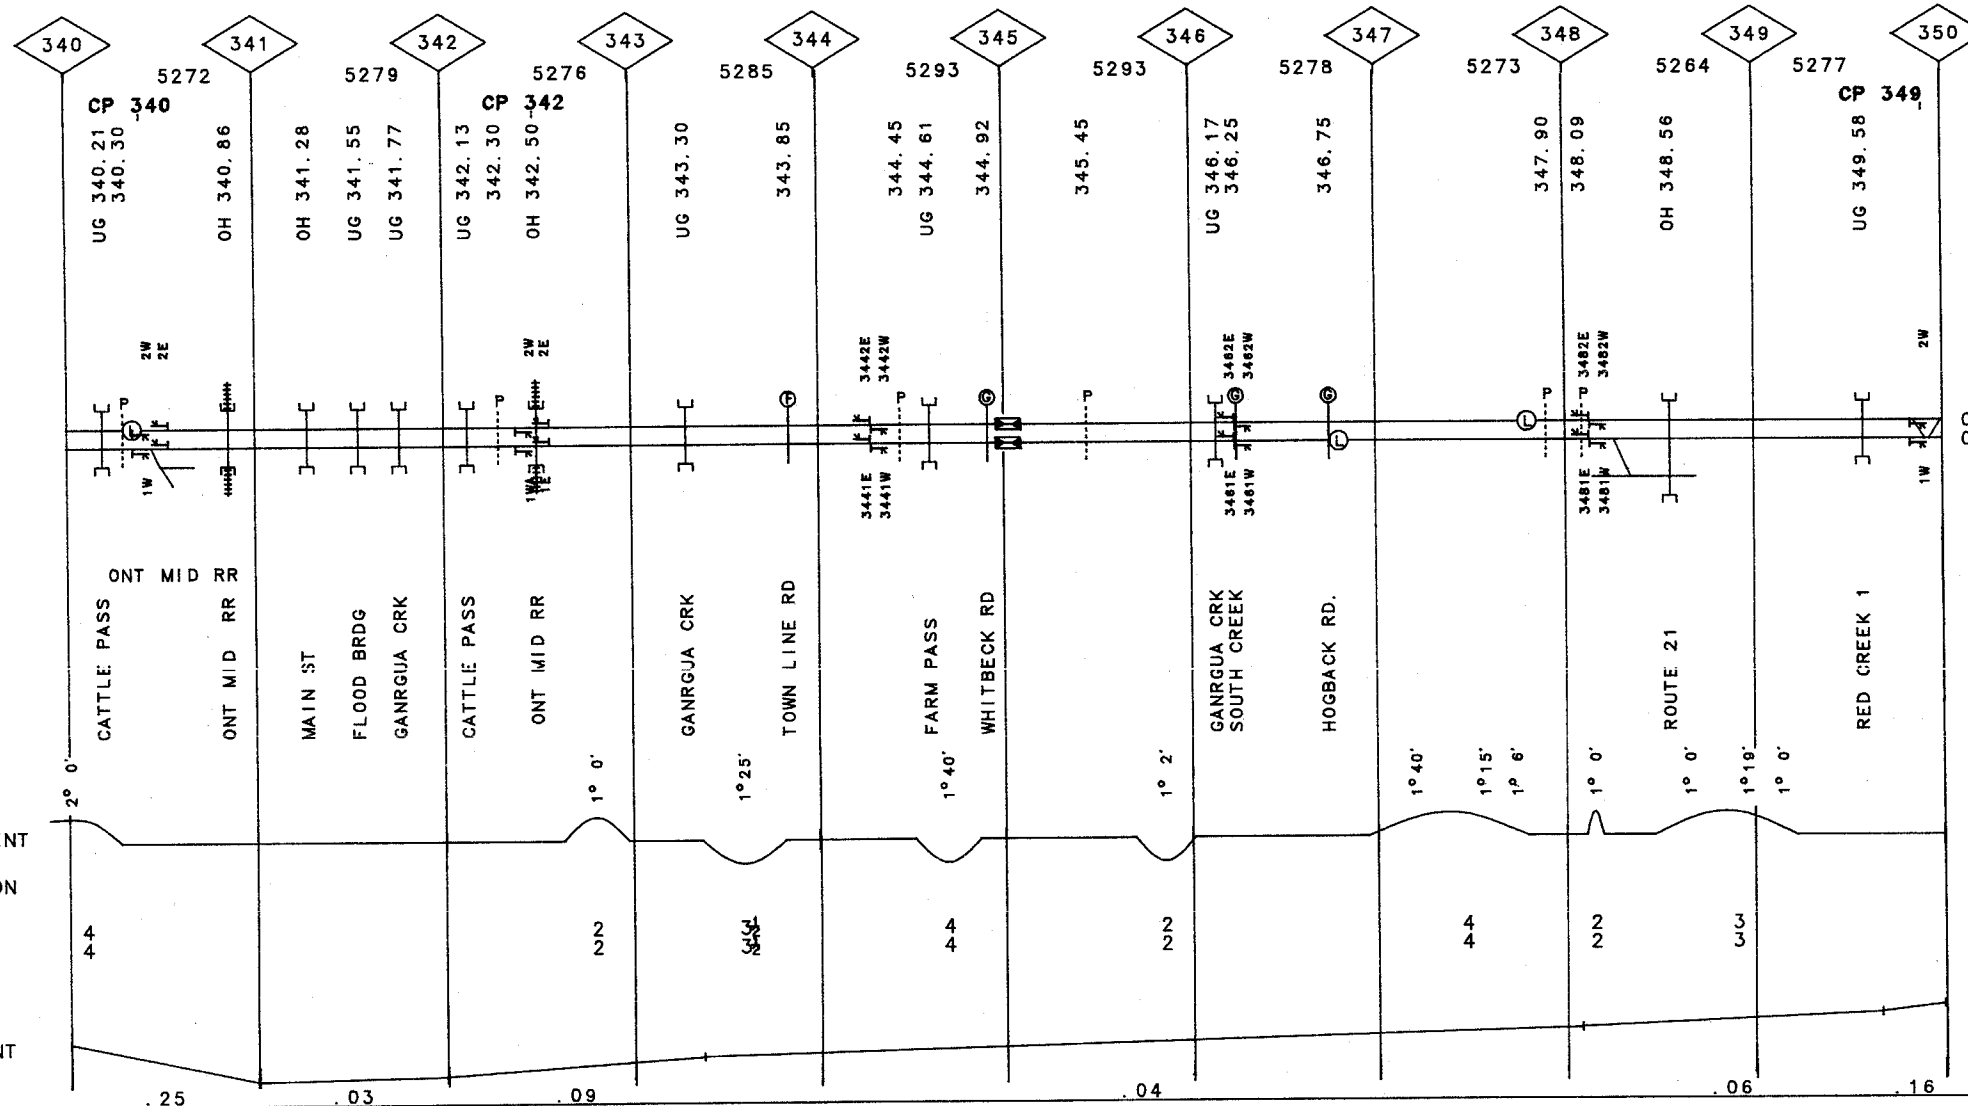 340 341 342 343 344 345 346 347 348 349 350
5272 5279 5276 5285 5293 5293 5278 5273 5264 5277
CP 340 CP 342 CP 349
UG 340.21
340.30
OH 340.86
OH 341.28
UG 341.55
UG 341.77
UG 342.13
342.30
OH 342.50
UG 343.30
343.85
344.45
UG 344.61
344.92
345.45
UG 346.17
346.25
346.75
347.90
348.09
OH 348.56
UG 349.58
2W
2E
2W
2E
3442E
3442W
3462E
3462W
3482E
3482W
2W
P P P P P P
L T G G G L L
1W
1WA
1E
3441E
3441W
3461E
3461W
3481E
3481W
1W
ONT MID RR
CATTLE PASS
ONT MID RR
MAIN ST
FLOOD BRDG
GANRGUA CRK
CATTLE PASS
ONT MID RR
GANRGUA CRK
TOWN LINE RD
FARM PASS
WHITBECK RD
GANRGUA CRK
SOUTH CREEK
HOGBACK RD.
ROUTE 21
RED CREEK 1
2° 0'
1° 0'
1° 25'
1° 40'
1° 2'
1° 40'
1° 15'
1° 6'
1° 0'
1° 0'
1° 19'
1° 0'
ENT
ON
4 2 4 2 4 2 3
4 2 4 2 4 2 3
NT
.25 .03 .09 .04 .06 .16